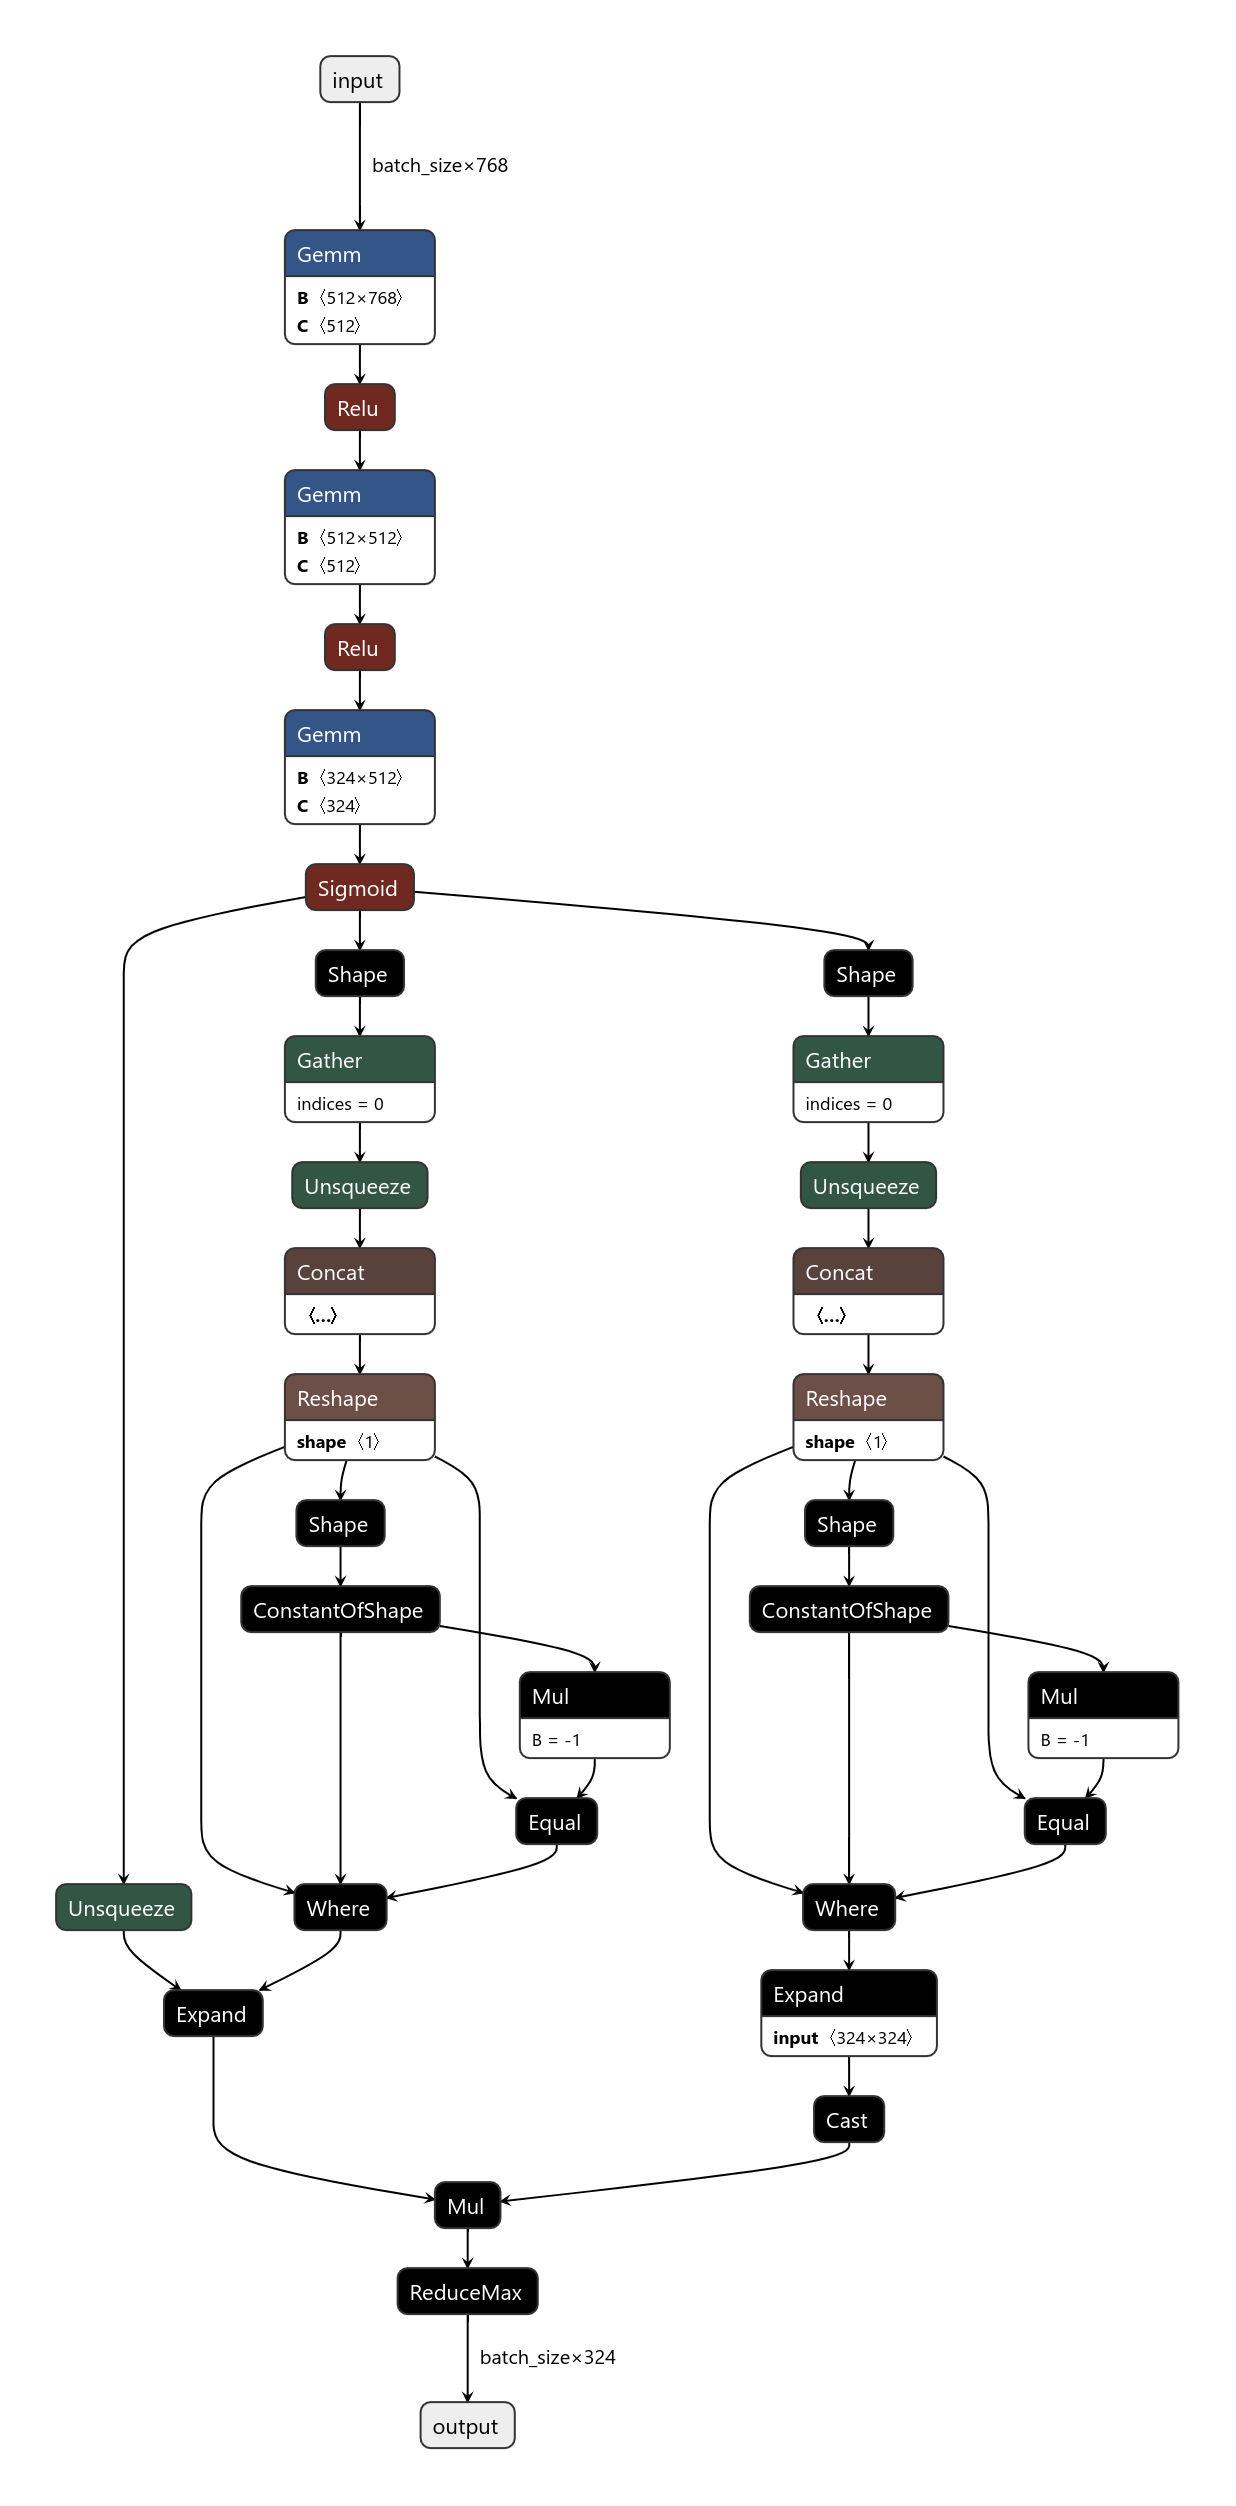 input
batch_size×768
Gemm
B 〈512×768〉
C 〈512〉
Relu
Gemm
B 〈512×512〉
C 〈512〉
Relu
Gemm
B 〈324×512〉
C 〈324〉
Sigmoid
Shape
Shape
Gather
indices = 0
Gather
indices = 0
Unsqueeze
Unsqueeze
Concat
〈...〉
Concat
〈...〉
Reshape
shape 〈1〉
Reshape
shape 〈1〉
Shape
Shape
ConstantOfShape
ConstantOfShape
Mul
B = -1
Mul
B = -1
Equal
Equal
Unsqueeze
Where
Where
Expand
Expand
input 〈324×324〉
Cast
Mul
ReduceMax
batch_size×324
output